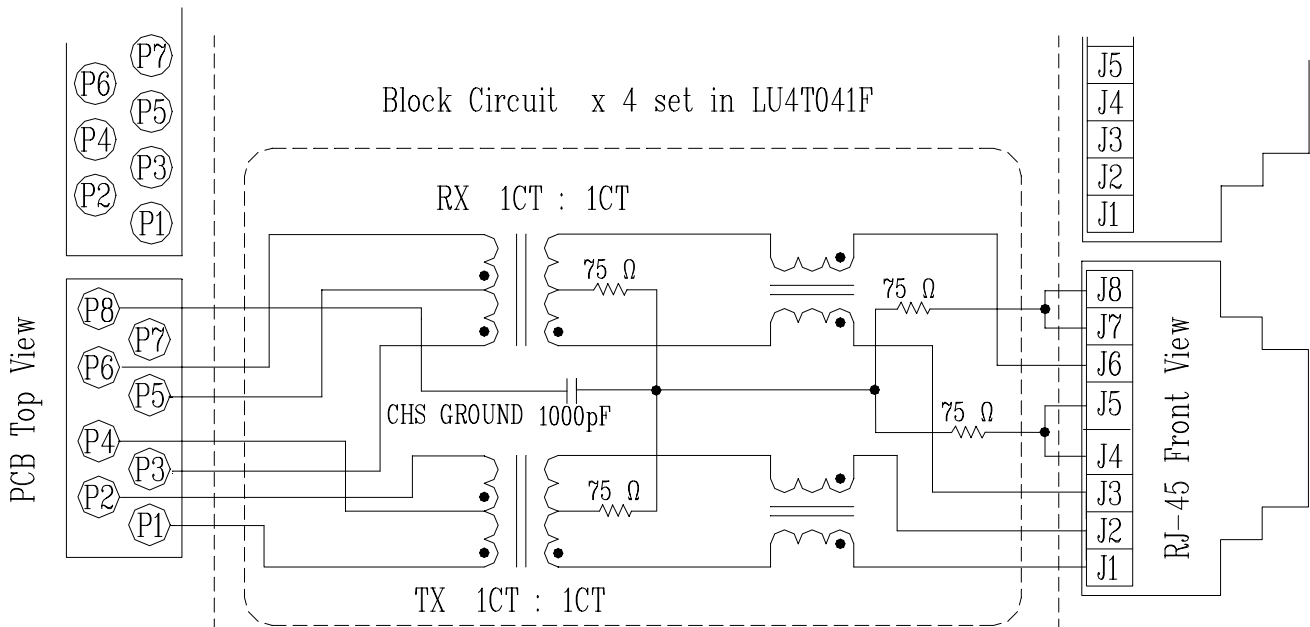 P7
P6
P5
P4
P3
P2
P1
Block Circuit x 4 set in LU4T041F
J5
J4
J3
J2
J1
RX 1CT : 1CT
75 Ω
75 Ω
PCB Top View
P8
P7
P6
P5
P4
P3
P2
P1
CHS GROUND 1000pF
75 Ω
75 Ω
TX 1CT : 1CT
J8
J7
J6
J5
J4
J3
J2
J1
RJ-45 Front View